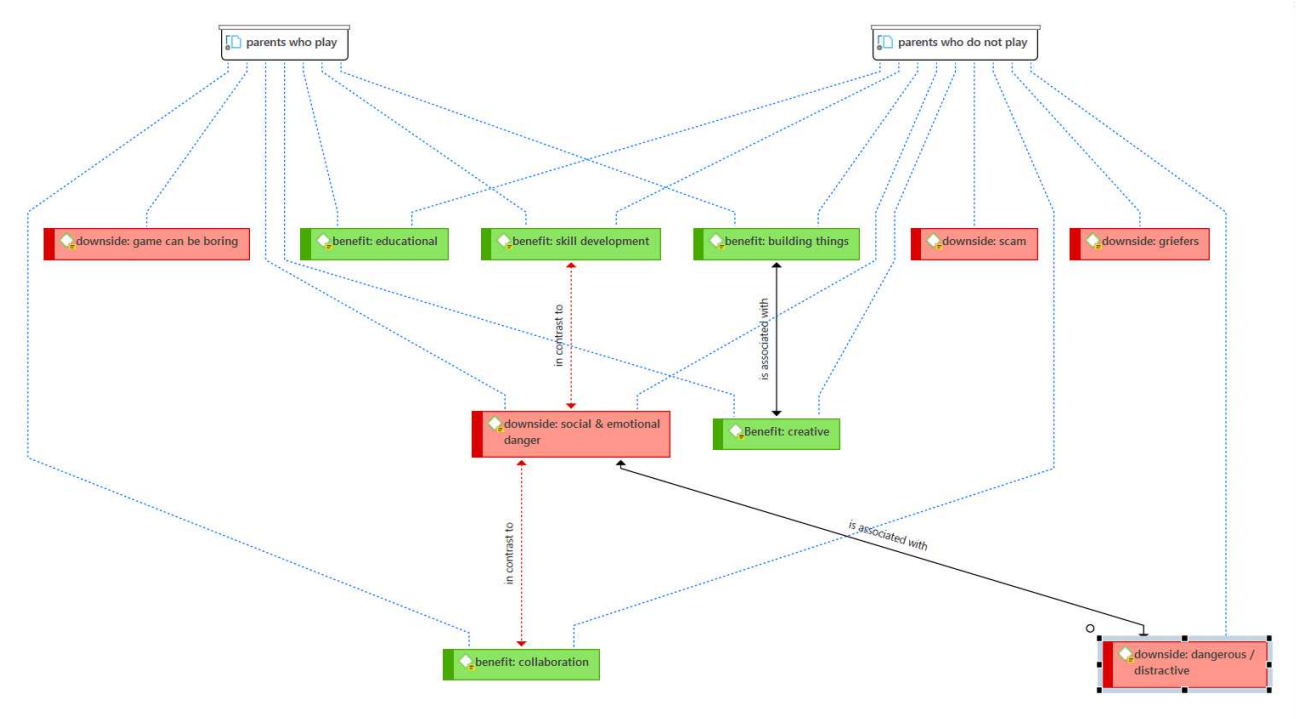 parents who play
parents who do not play
downside: game can be boring
benefit: educational
benefit: skill development
benefit: building things
downside: scam
downside: griefers
in contrast to
is associated with
downside: social & emotional
danger
Benefit: creative
in contrast to
is associated with
benefit: collaboration
downside: dangerous /
distractive